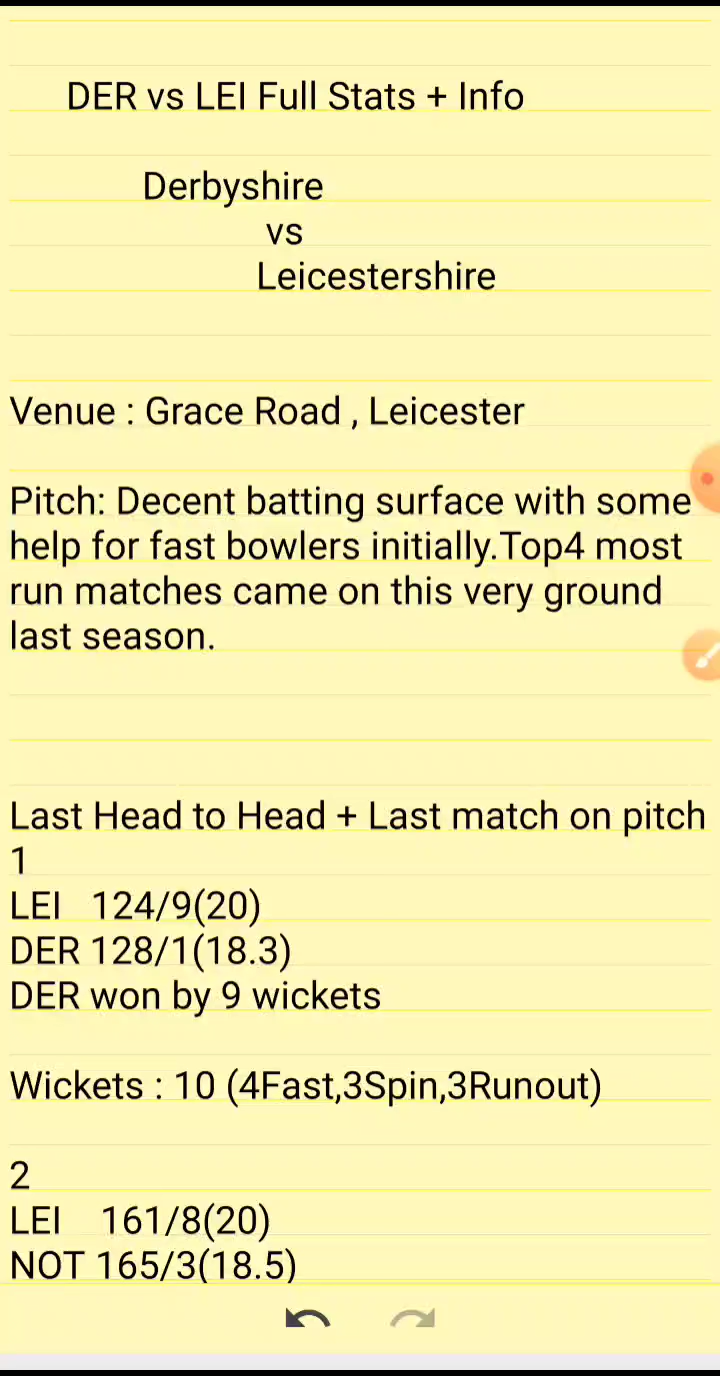 DER vs LEI Full Stats + Info
Derbyshire
vs
Leicestershire
Venue : Grace Road , Leicester
Pitch: Decent batting surface with some
help for fast bowlers initially.Top4 most
run matches came on this very ground
last season.
Last Head to Head + Last match on pitch
1
LEI 124/9(20)
DER 128/1(18.3)
DER won by 9 wickets
Wickets : 10 (4Fast,3Spin,3Runout)
2
LEI 161/8(20)
NOT 165/3(18.5)